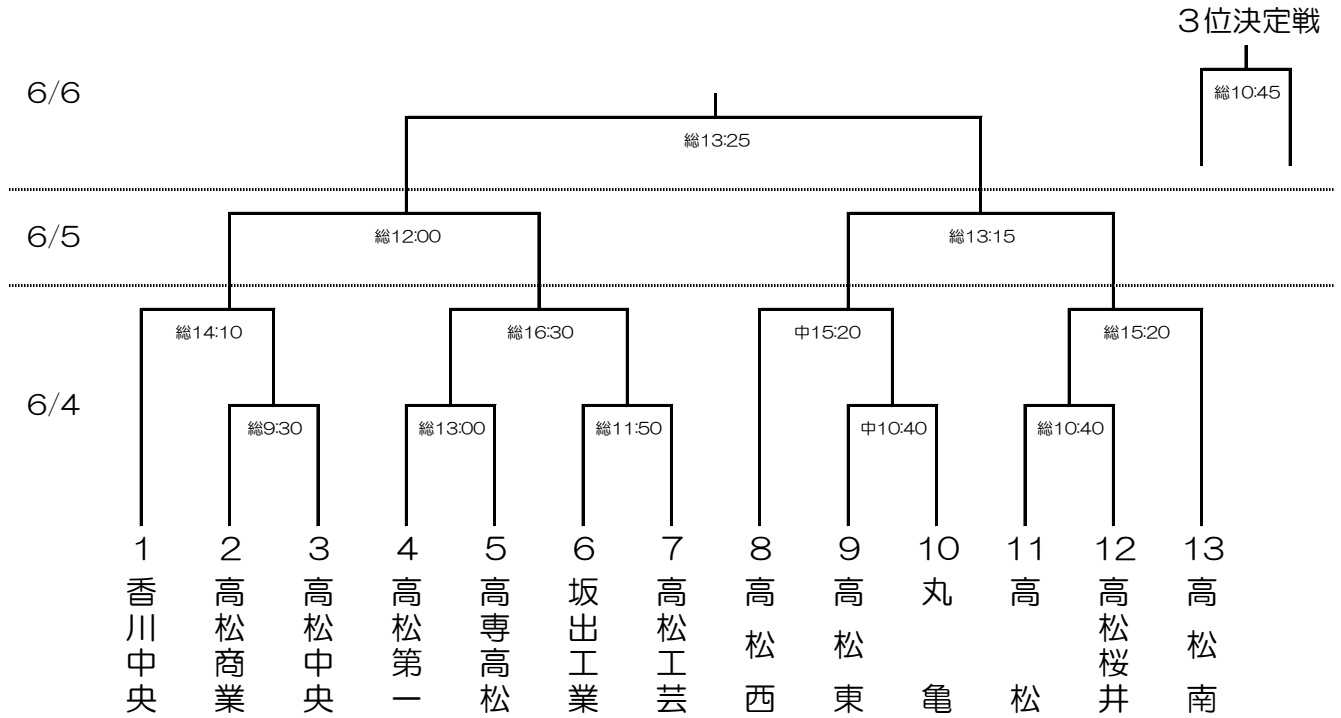 3位決定戦
6/6
総10:45
総13:25
6/5
総12:00
総13:15
総14:10
総16:30
中15:20
総15:20
6/4
総9:30
総13:00
総11:50
中10:40
総10:40
1
2
3
4
5
6
7
8
9
10
11
12
13
香川中央
高松商業
高松中央
高松第一
高専高松
坂出工業
高松工芸
高松西
高松東
丸亀
高松
高松桜井
高松南